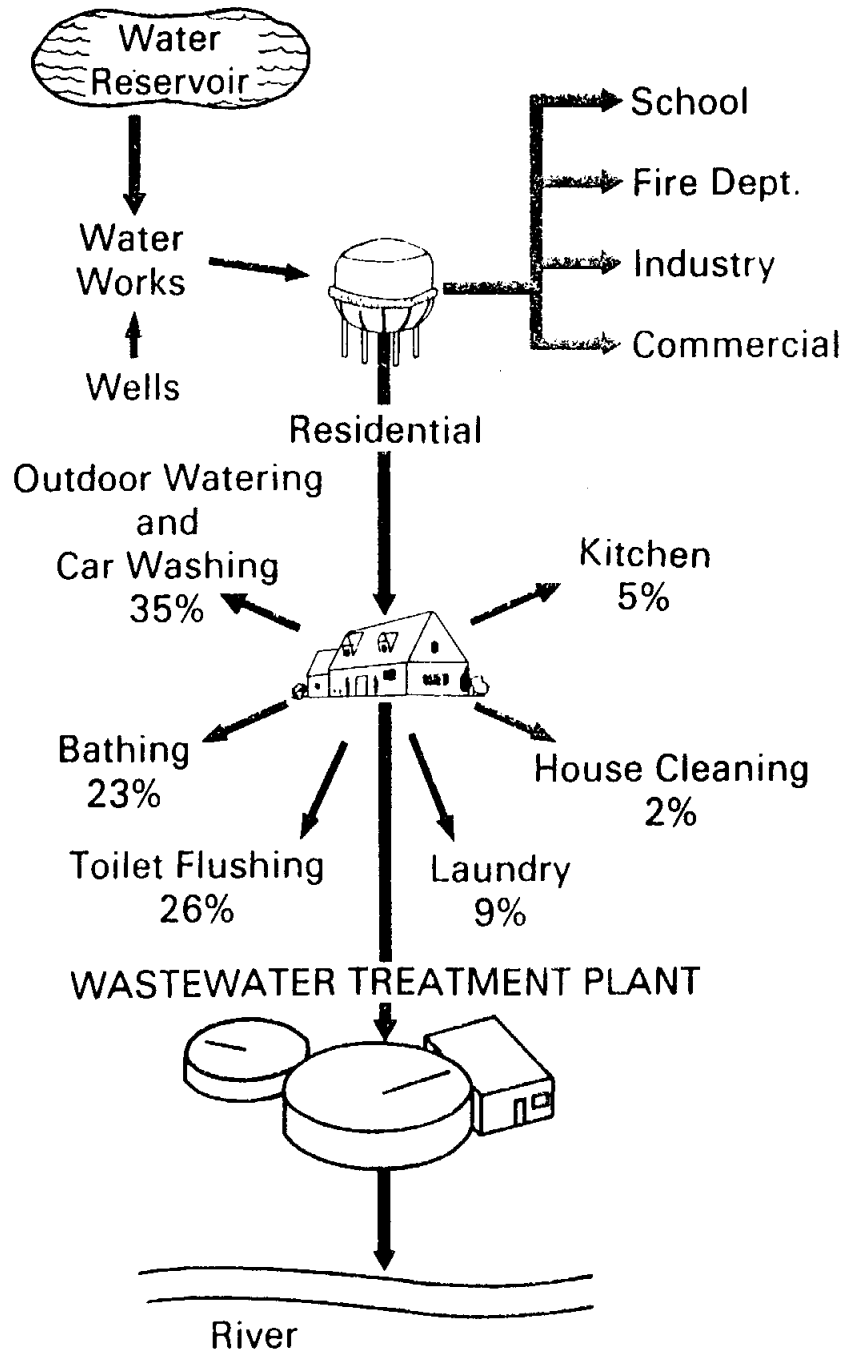 Water
Reservoir
Water
Works
Wells
School
Fire Dept.
Industry
Commercial
Residential
Outdoor Watering
and
Car Washing
35%
Kitchen
5%
Bathing
23%
House Cleaning
2%
Toilet Flushing
26%
Laundry
9%
WASTEWATER TREATMENT PLANT
River